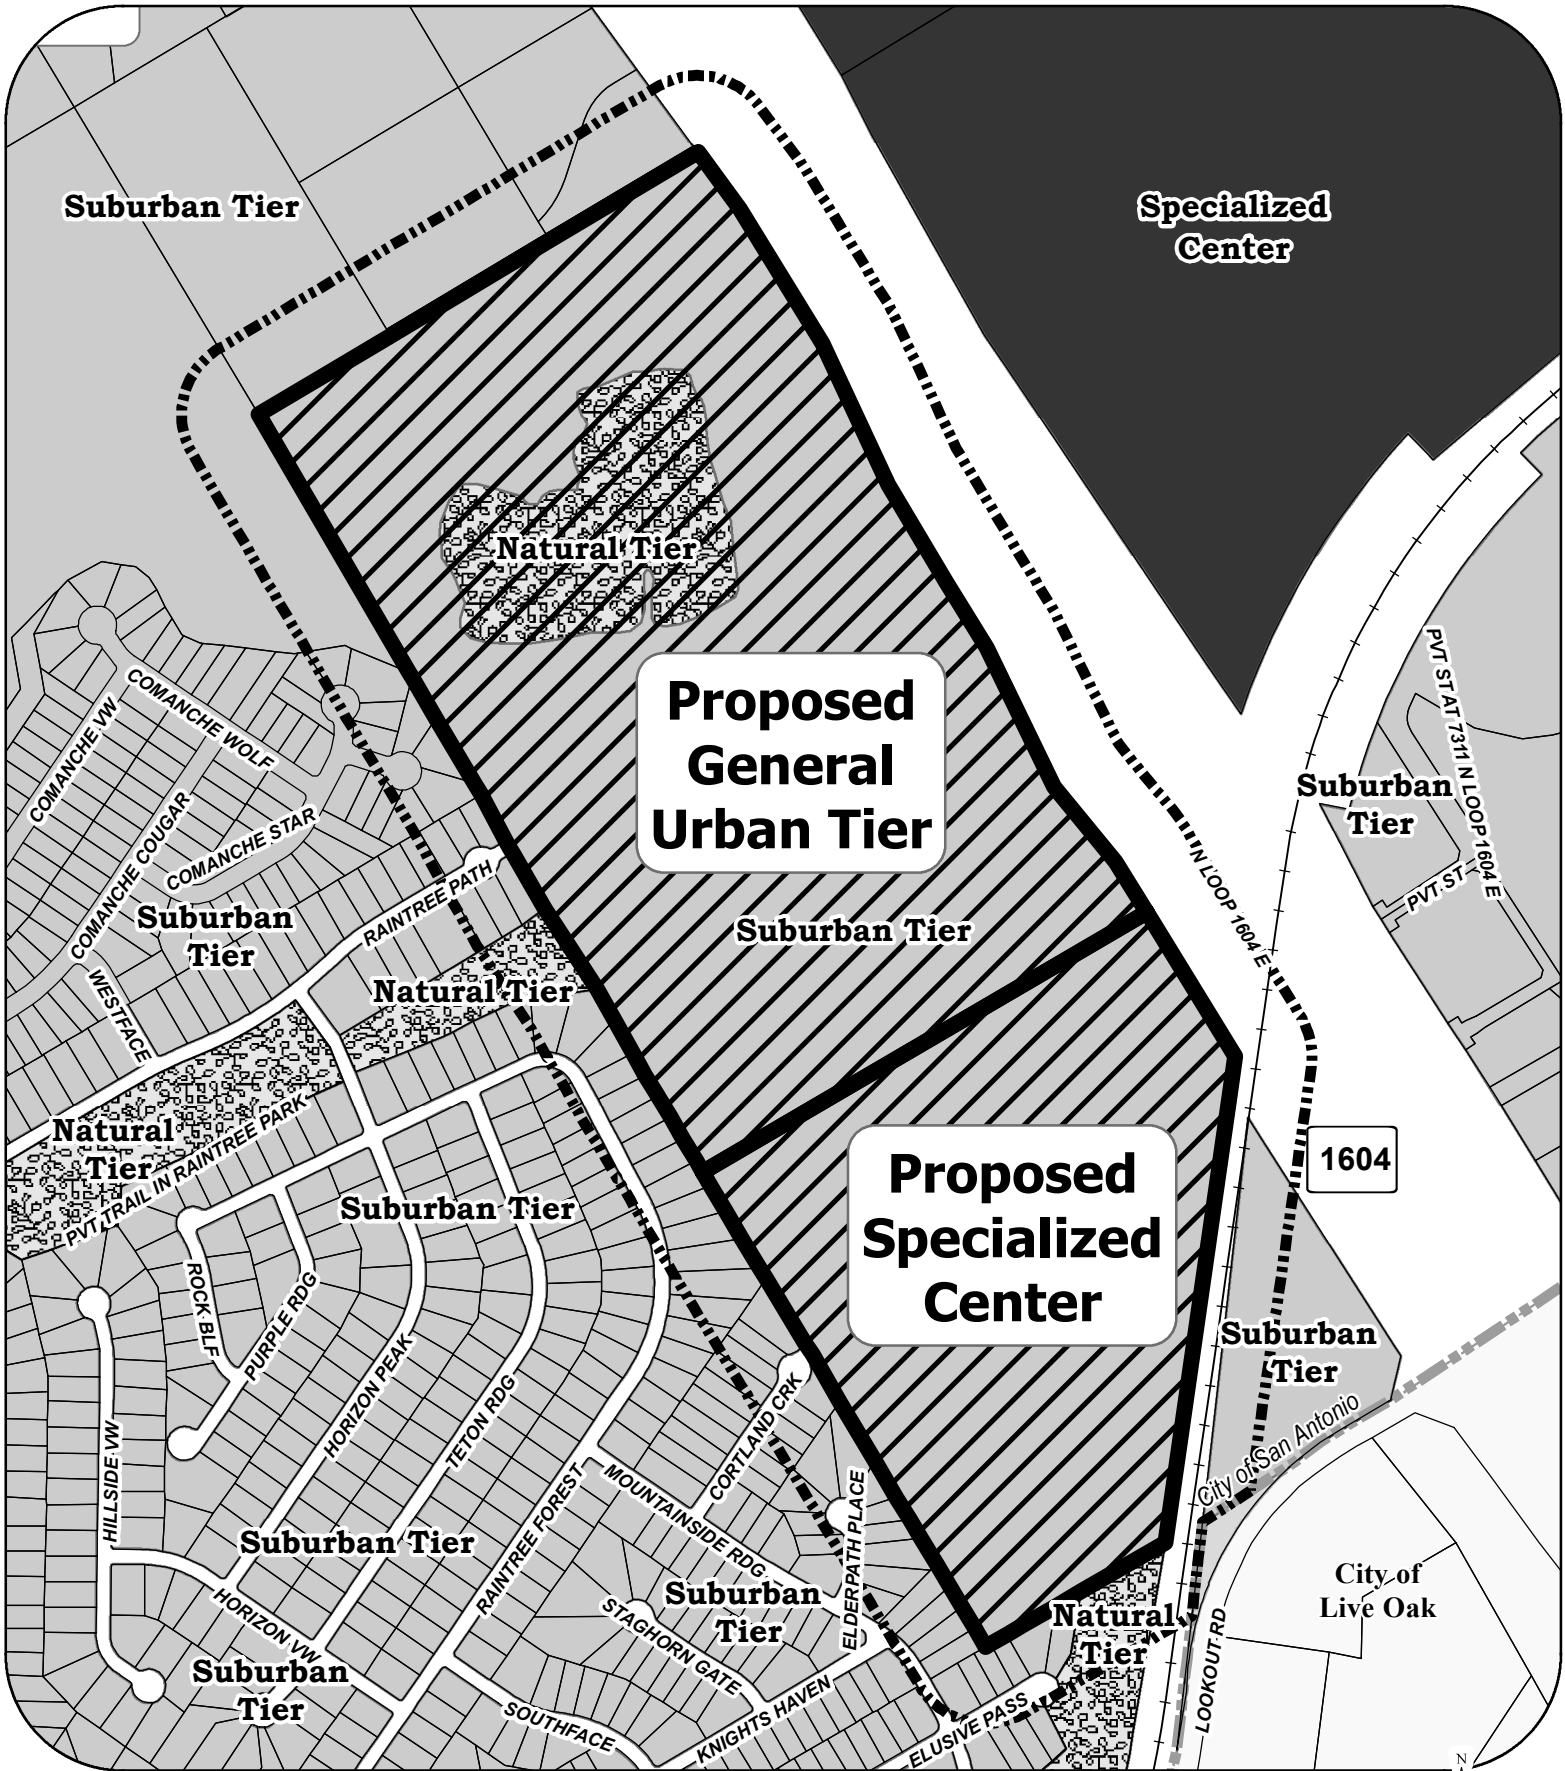 Suburban Tier
Specialized
Center
Natural Tier
PVT ST AT 7311 N LOOP 1604 E
COMANCHE WOLF
COMANCHE VW
Proposed
General
Urban Tier
Suburban
Tier
COMANCHE COUGAR
COMANCHE STAR
N LOOP 1604 E
PVT ST
RAINTREE PATH
Suburban
Tier
Suburban Tier
WESTFACE
Natural Tier
Natural
Tier
PVT TRAIL IN RAINTREE PARK
1604
Proposed
Specialized
Center
Suburban Tier
ROCK BLF
PURPLE RDG
HORIZON PEAK
Suburban
Tier
TETON RDG
CORTLAND CRK
City of San Antonio
HILLSIDE VW
RAINTREE FOREST
MOUNTAINSIDE RDG
ELDERPATH PLACE
Suburban Tier
City of
Live Oak
HORIZON VW
Suburban
Tier
STAGHORN GATE
Natural
Tier
LOOKOUT RD
Suburban
Tier
SOUTHFACE
KNIGHTS HAVEN
ELUSIVE PASS
N